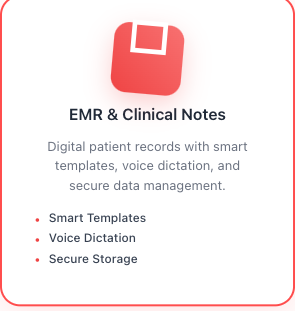 EMR & Clinical Notes
Digital patient records with smart
templates, voice dictation, and
secure data management.
Smart Templates
Voice Dictation
Secure Storage